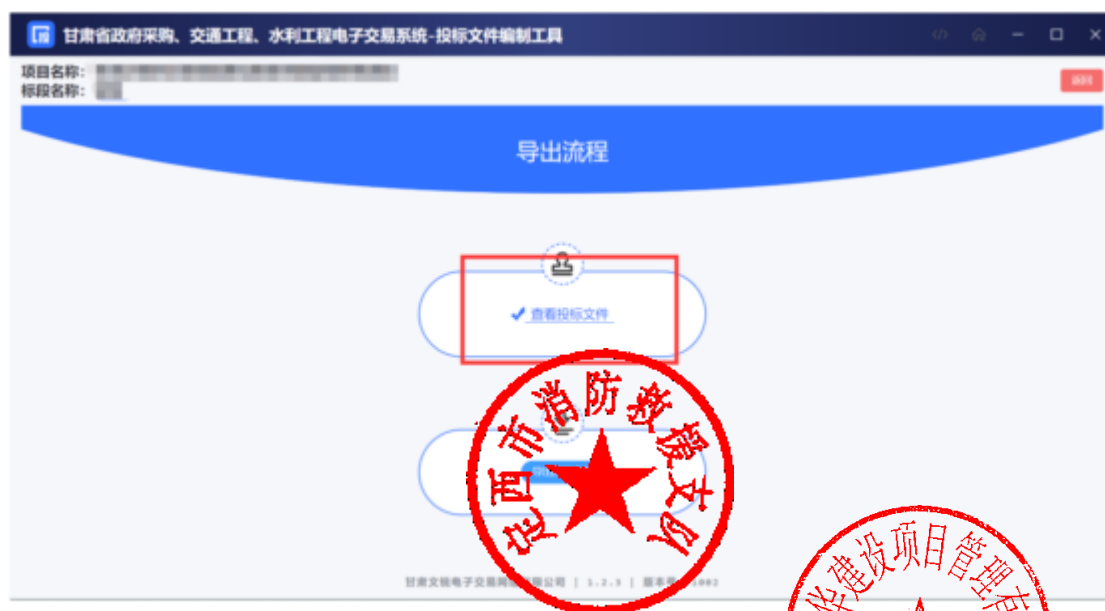 甘肃省政府采购、交通工程、水利工程电子交易系统-投标文件编制工具
项目名称：
标段名称：
返回
导出流程
查看投标文件
定西市消防救援支队
甘肃文锐电子交易网
公司 | 1.2.3 | 版本号
1002
华建设项目管理有